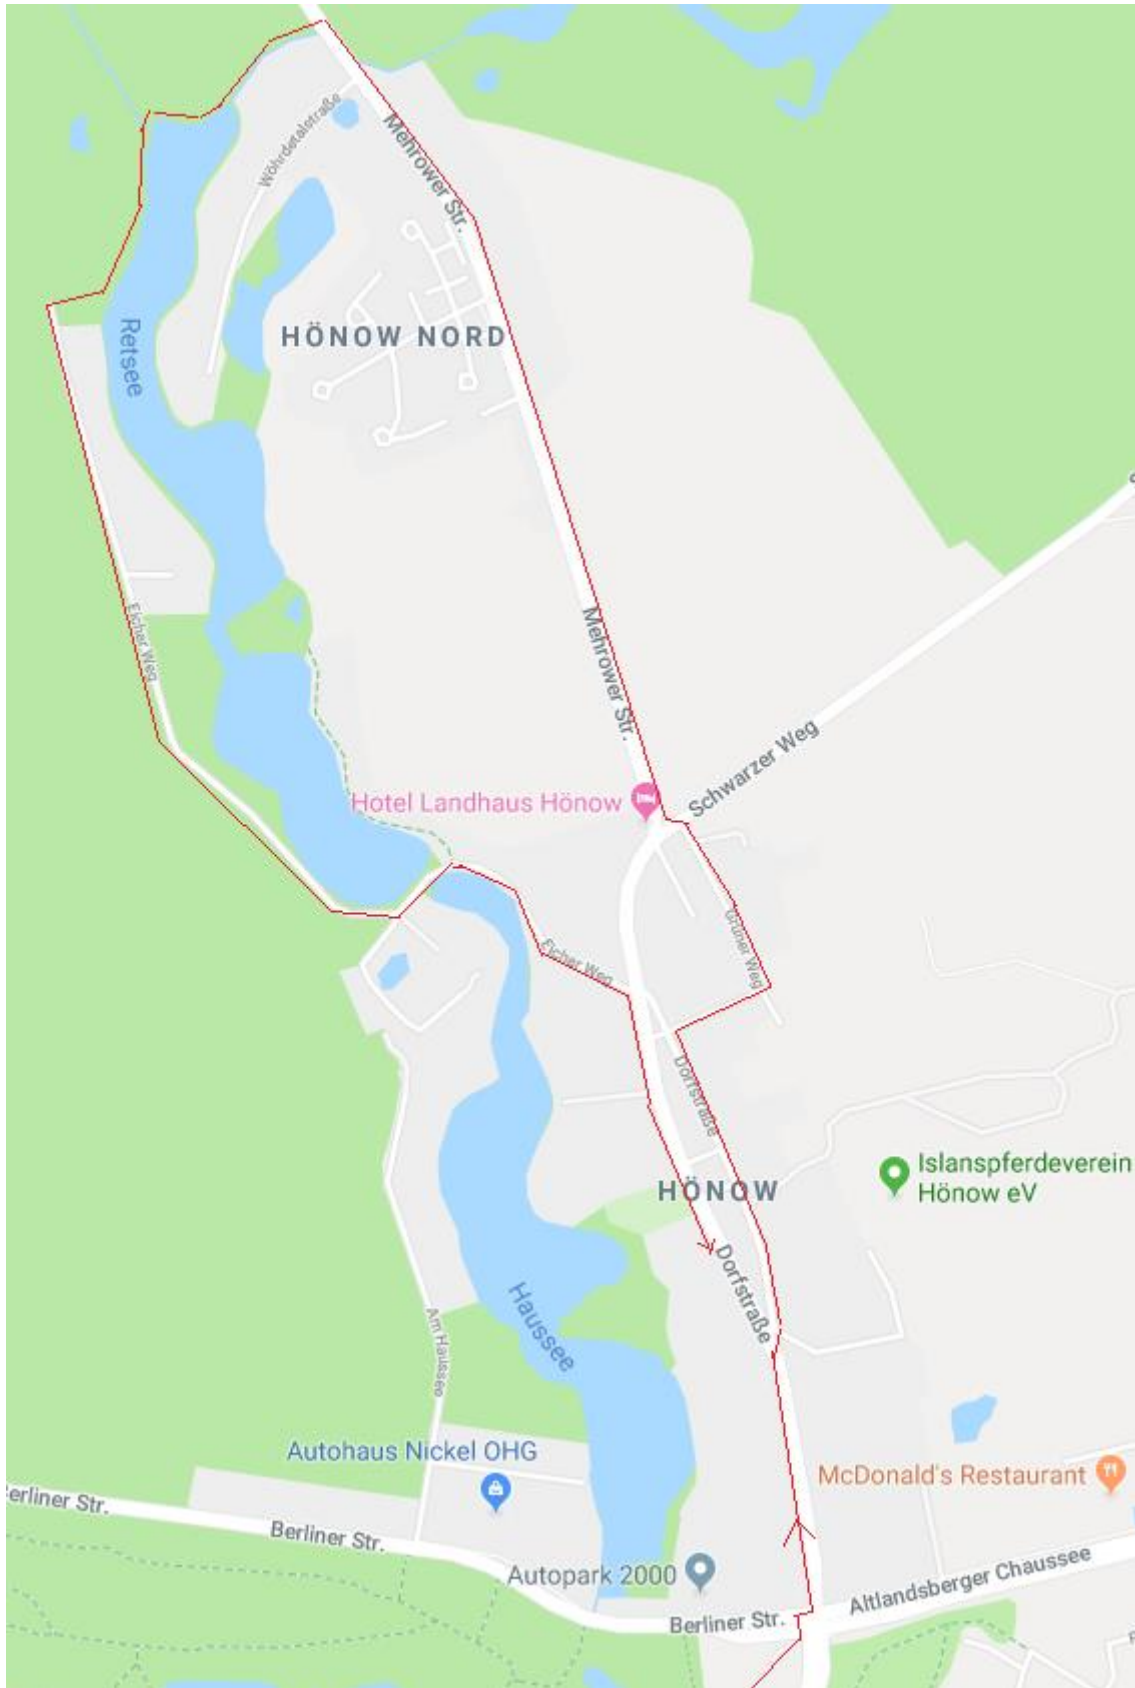 Wöhrdetalstraße
Mehrower Str.
Retsee
HÖNOW NORD
Eicher Weg
Mehrower Str.
Schwarzer Weg
Hotel Landhaus Hönow
Grüner Weg
Eicher Weg
Dorfstraße
HÖNOW
Islanspferdeverein
Hönow eV
Dorfstraße
Haussee
Am Haussee
Autohaus Nickel OHG
McDonald's Restaurant
erliner Str.
Berliner Str.
Autopark 2000
Altlandsberger Chaussee
Berliner Str.